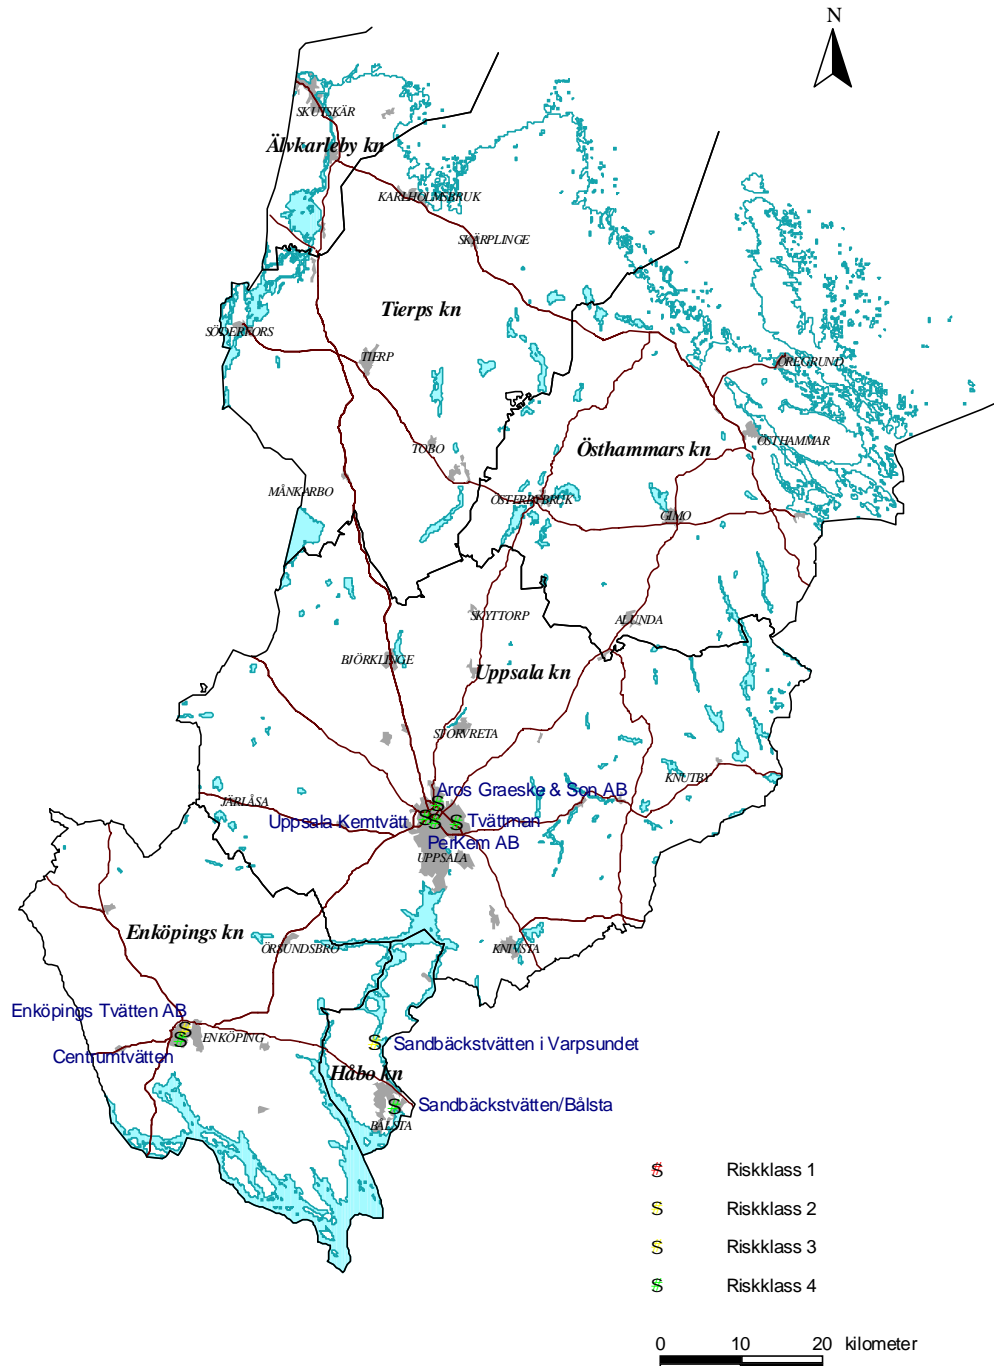 N
SKUTSKÄR
Älvkarleby kn
KARLHOLMSBRUK
SKÄRPLINGE
Tierps kn
SÖDERFORS
TIERP
ÖREGRUND
ÖSTHAMMAR
Östhammars kn
TOBO
MÅNKARBO
ÖSTERBYBRUK
GIMO
SKYTTORP
ALUNDA
BJÖRKLINGE
Uppsala kn
STORVRETA
KNUTBY
JÄRLÅSA
Aros Graeske & Son AB
Uppsala Kemtvätt
Tvättman
PerKem AB
UPPSALA
Enköpings kn
ÖRSUNDSBRO
KNIVSTA
Enköpings Tvätten AB
ENKÖPING
Centrumtvätten
Sandbäckstvätten i Varpsundet
Håbo kn
Sandbäckstvätten/Bålsta
BÅLSTA
S Riskklass 1
S Riskklass 2
S Riskklass 3
S Riskklass 4
0 10 20 kilometer